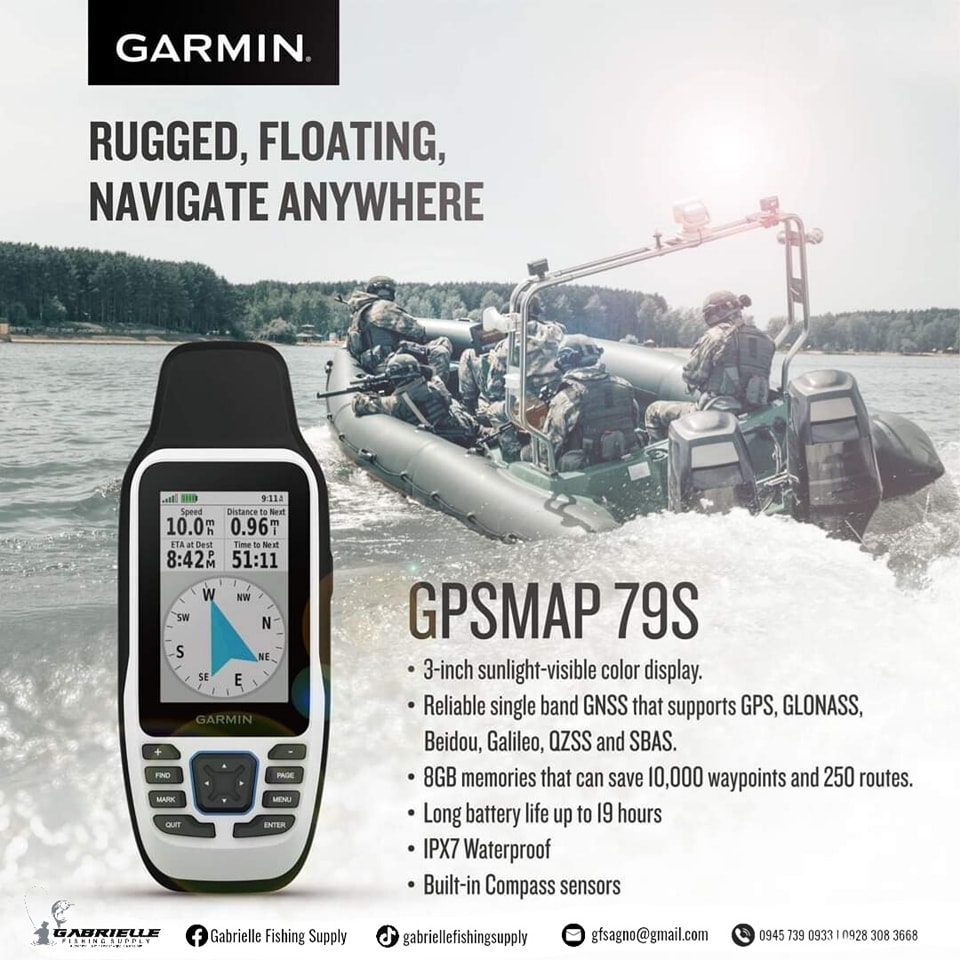 GARMIN®
RUGGED, FLOATING,
NAVIGATE ANYWHERE
9:11
Speed
10.0 mh
Distance to Next
0.96 mi
ETA at Dest
8:42 PM
Time to Next
51:11
W
NW
N
NE
E
SE
S
SW
GARMIN
+
-
FIND
PAGE
MARK
MENU
QUIT
ENTER
GPSMAP 79S
• 3-inch sunlight-visible color display.
• Reliable single band GNSS that supports GPS, GLONASS,
Beidou, Galileo, QZSS and SBAS.
• 8GB memories that can save 10,000 waypoints and 250 routes.
• Long battery life up to 19 hours
• IPX7 Waterproof
• Built-in Compass sensors
GABRIELLE
FISHING SUPPLY
Gabrielle Fishing Supply
gabriellefishingsupply
gfsagno@gmail.com
0945 739 0933 | 0928 308 3668